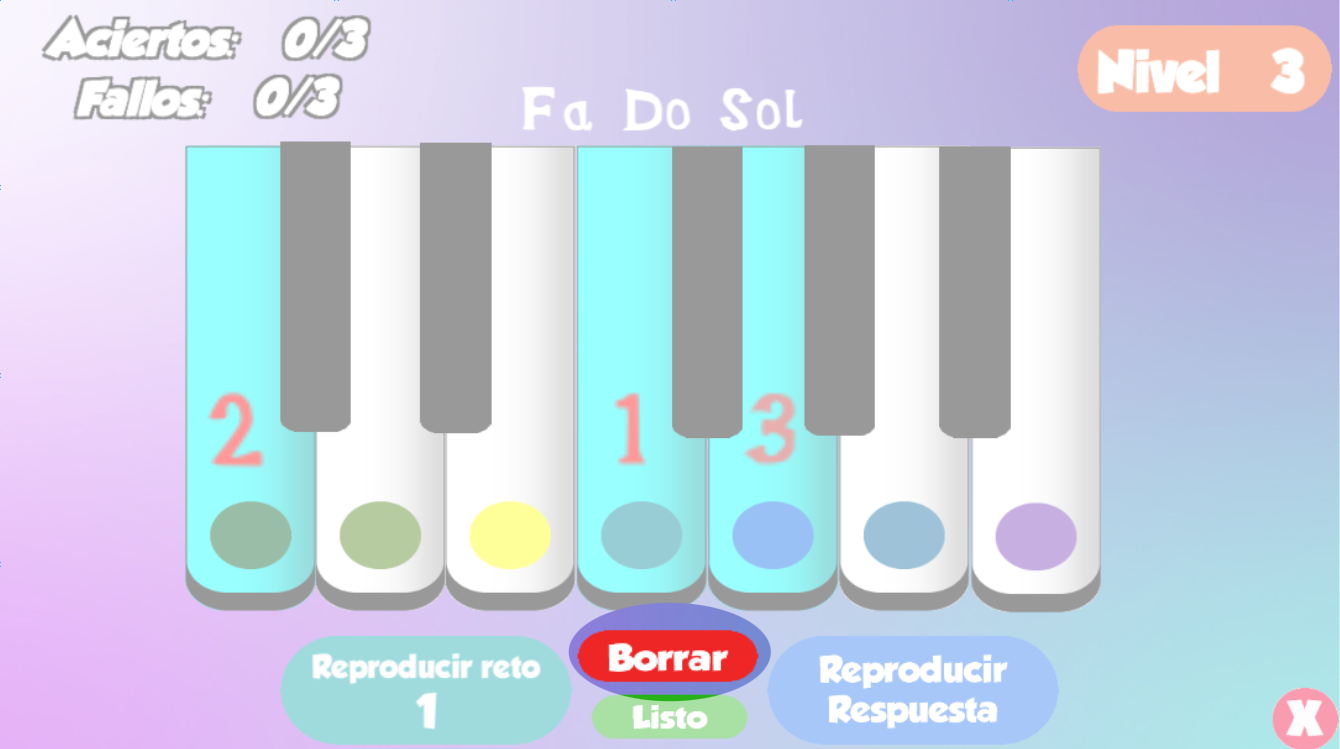 Aciertos: 0/3
Fallos: 0/3
Nivel 3
Fa Do Sol
2 1 3
Reproducir reto
1
Borrar
Listo
Reproducir
Respuesta
X